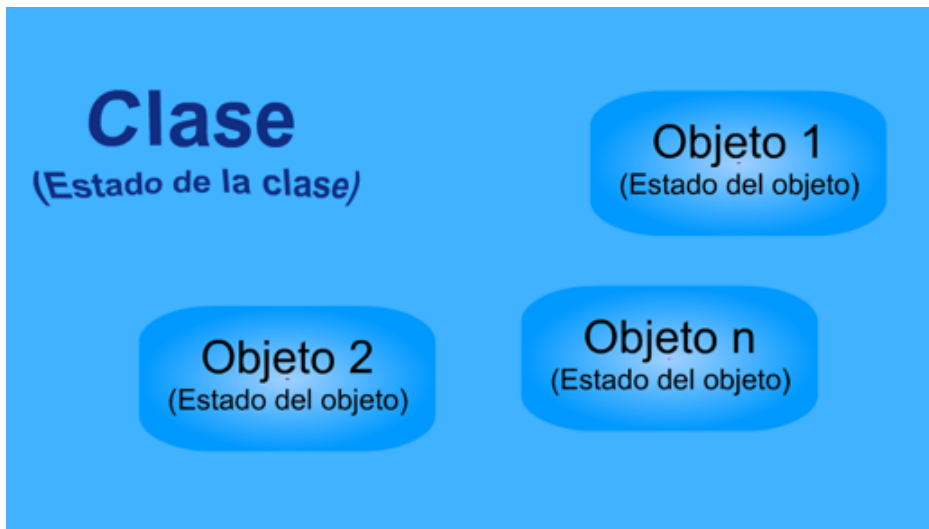 Clase
(Estado de la clase)
Objeto 1
(Estado del objeto)
Objeto 2
(Estado del objeto)
Objeto n
(Estado del objeto)